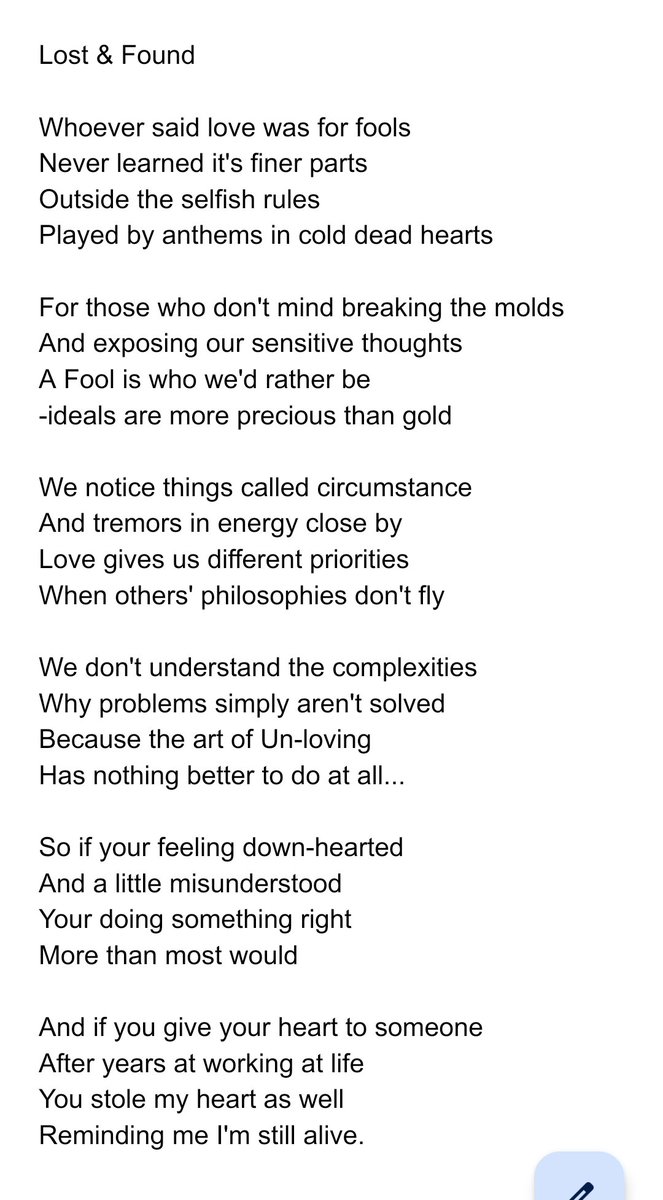 Lost & Found
Whoever said love was for fools
Never learned it's finer parts
Outside the selfish rules
Played by anthems in cold dead hearts
For those who don't mind breaking the molds
And exposing our sensitive thoughts
A Fool is who we'd rather be
-ideals are more precious than gold
We notice things called circumstance
And tremors in energy close by
Love gives us different priorities
When others' philosophies don't fly
We don't understand the complexities
Why problems simply aren't solved
Because the art of Un-loving
Has nothing better to do at all...
So if your feeling down-hearted
And a little misunderstood
Your doing something right
More than most would
And if you give your heart to someone
After years at working at life
You stole my heart as well
Reminding me I'm still alive.